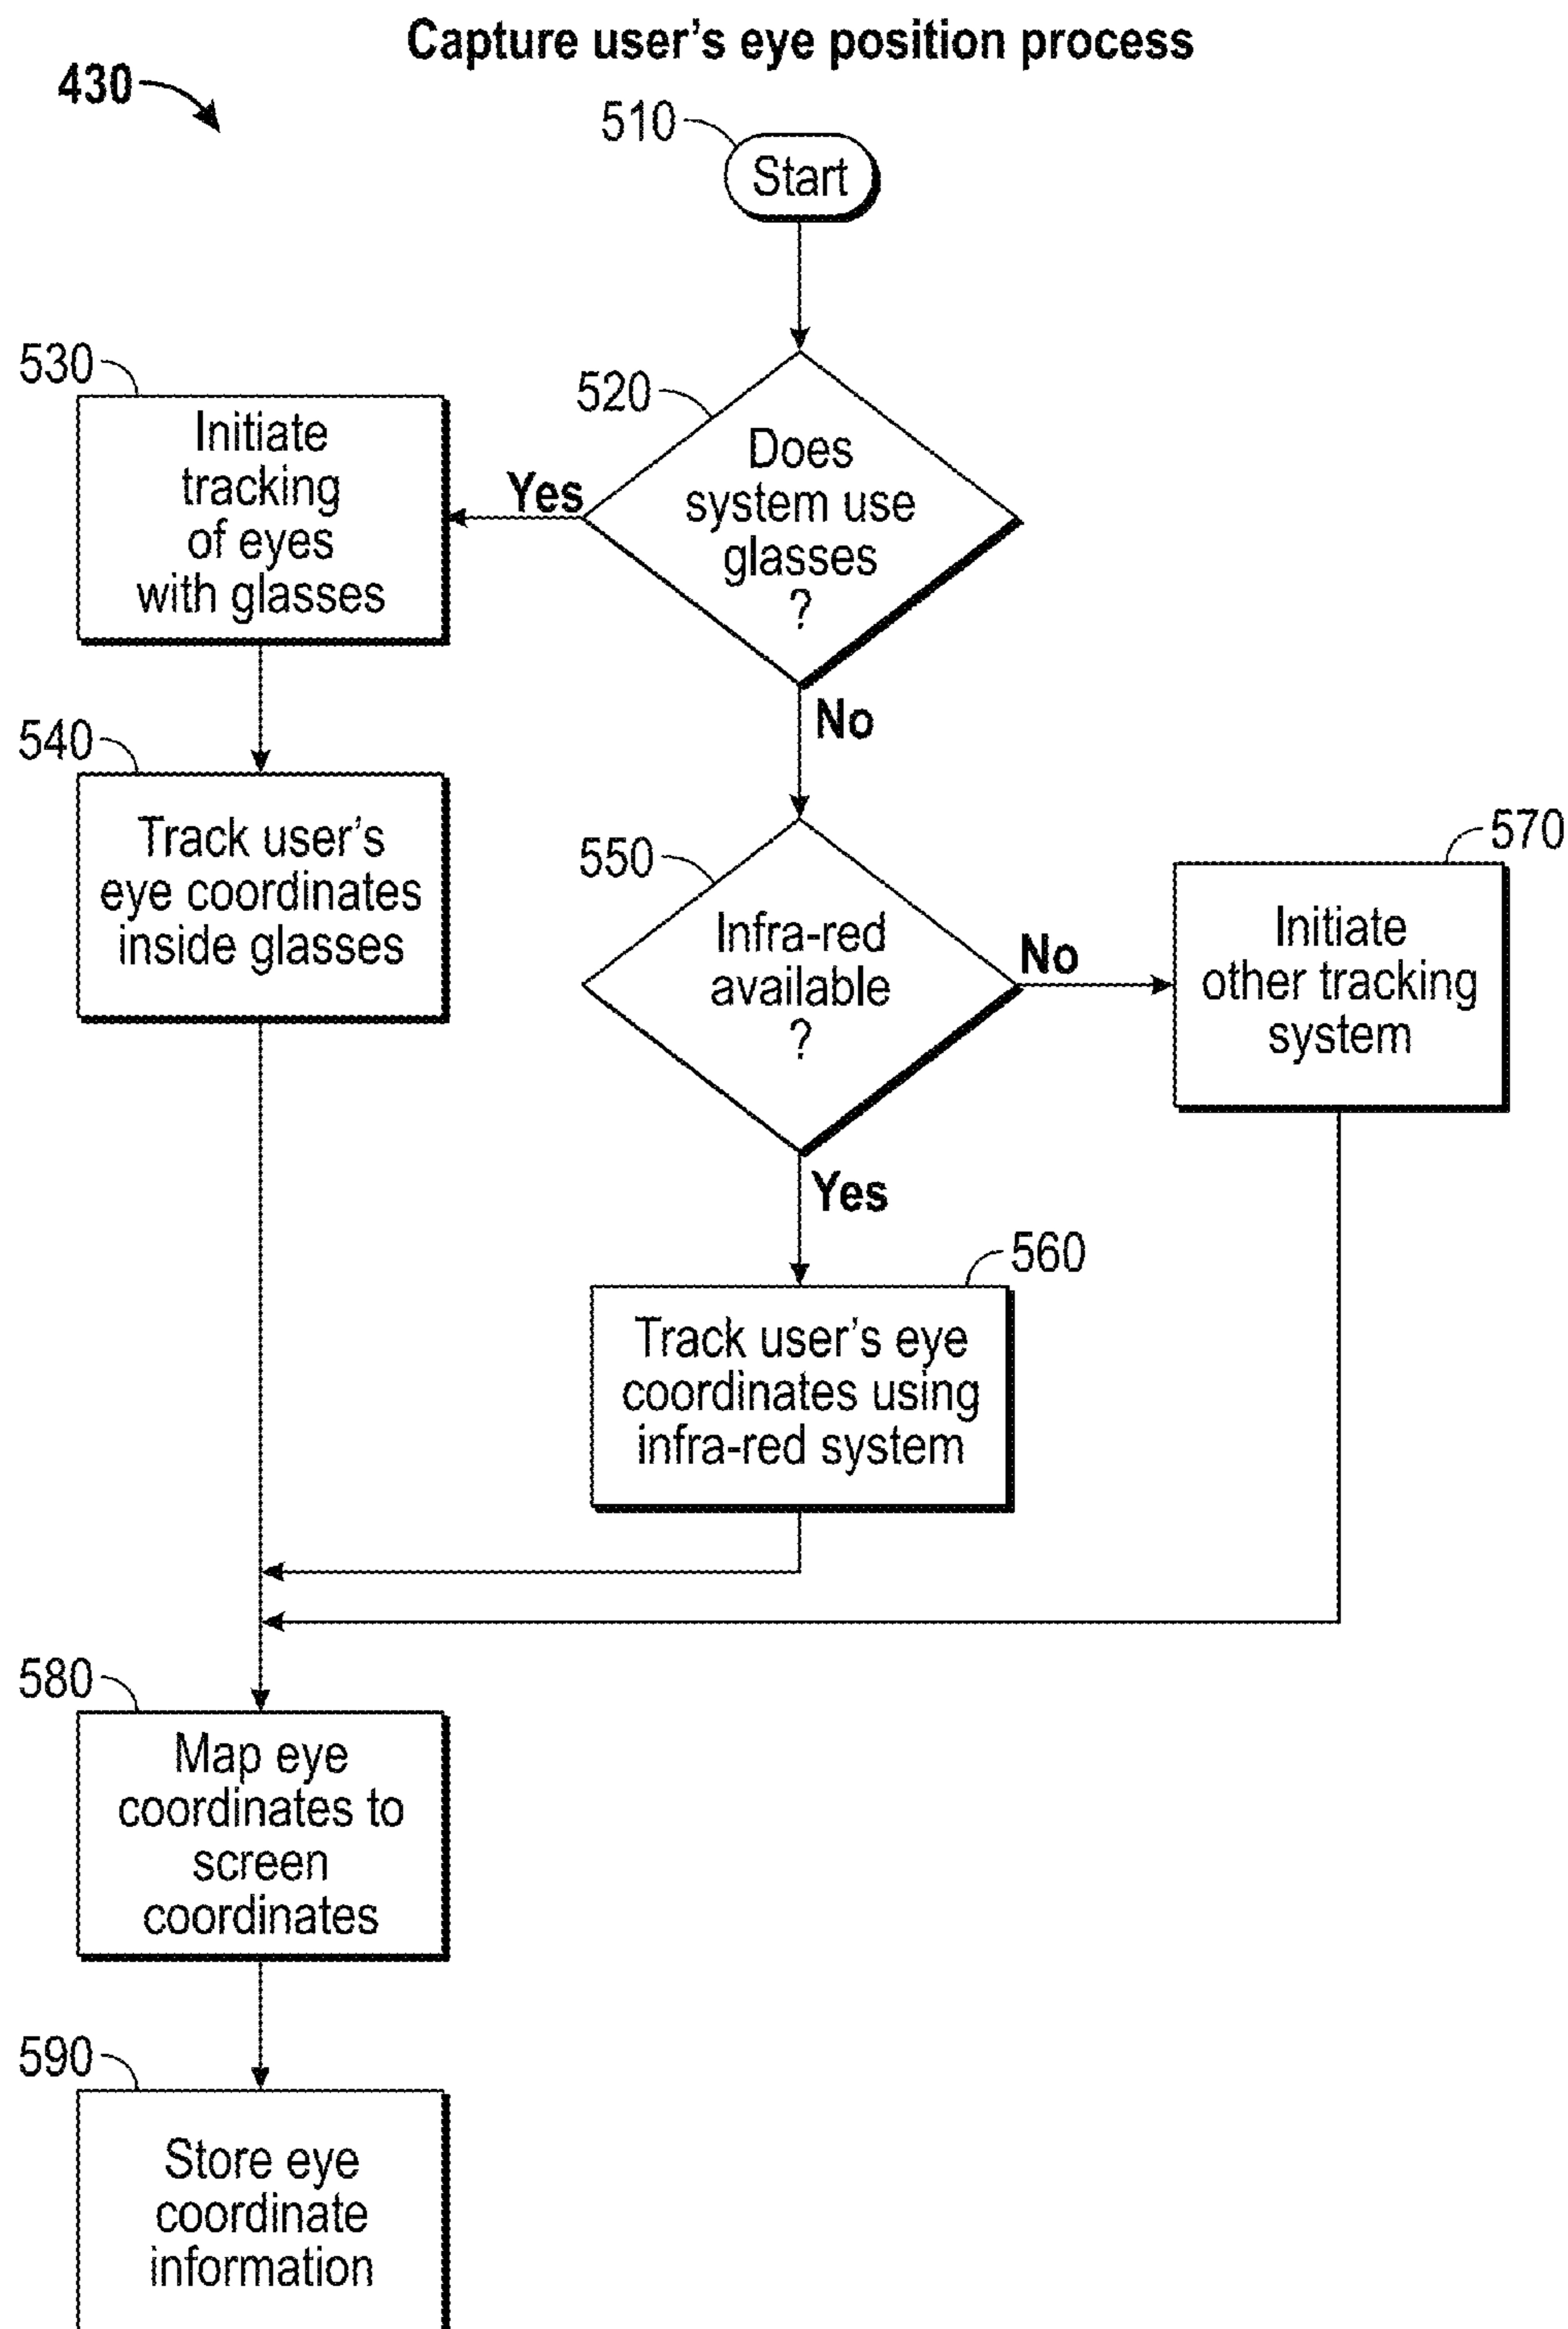 Capture user's eye position process
430
510
Start
520
Does
system use
glasses
?
Yes
No
530
Initiate
tracking
of eyes
with glasses
540
Track user's
eye coordinates
inside glasses
550
Infra-red
available
?
No
Yes
570
Initiate
other tracking
system
560
Track user's eye
coordinates using
infra-red system
580
Map eye
coordinates to
screen
coordinates
590
Store eye
coordinate
information